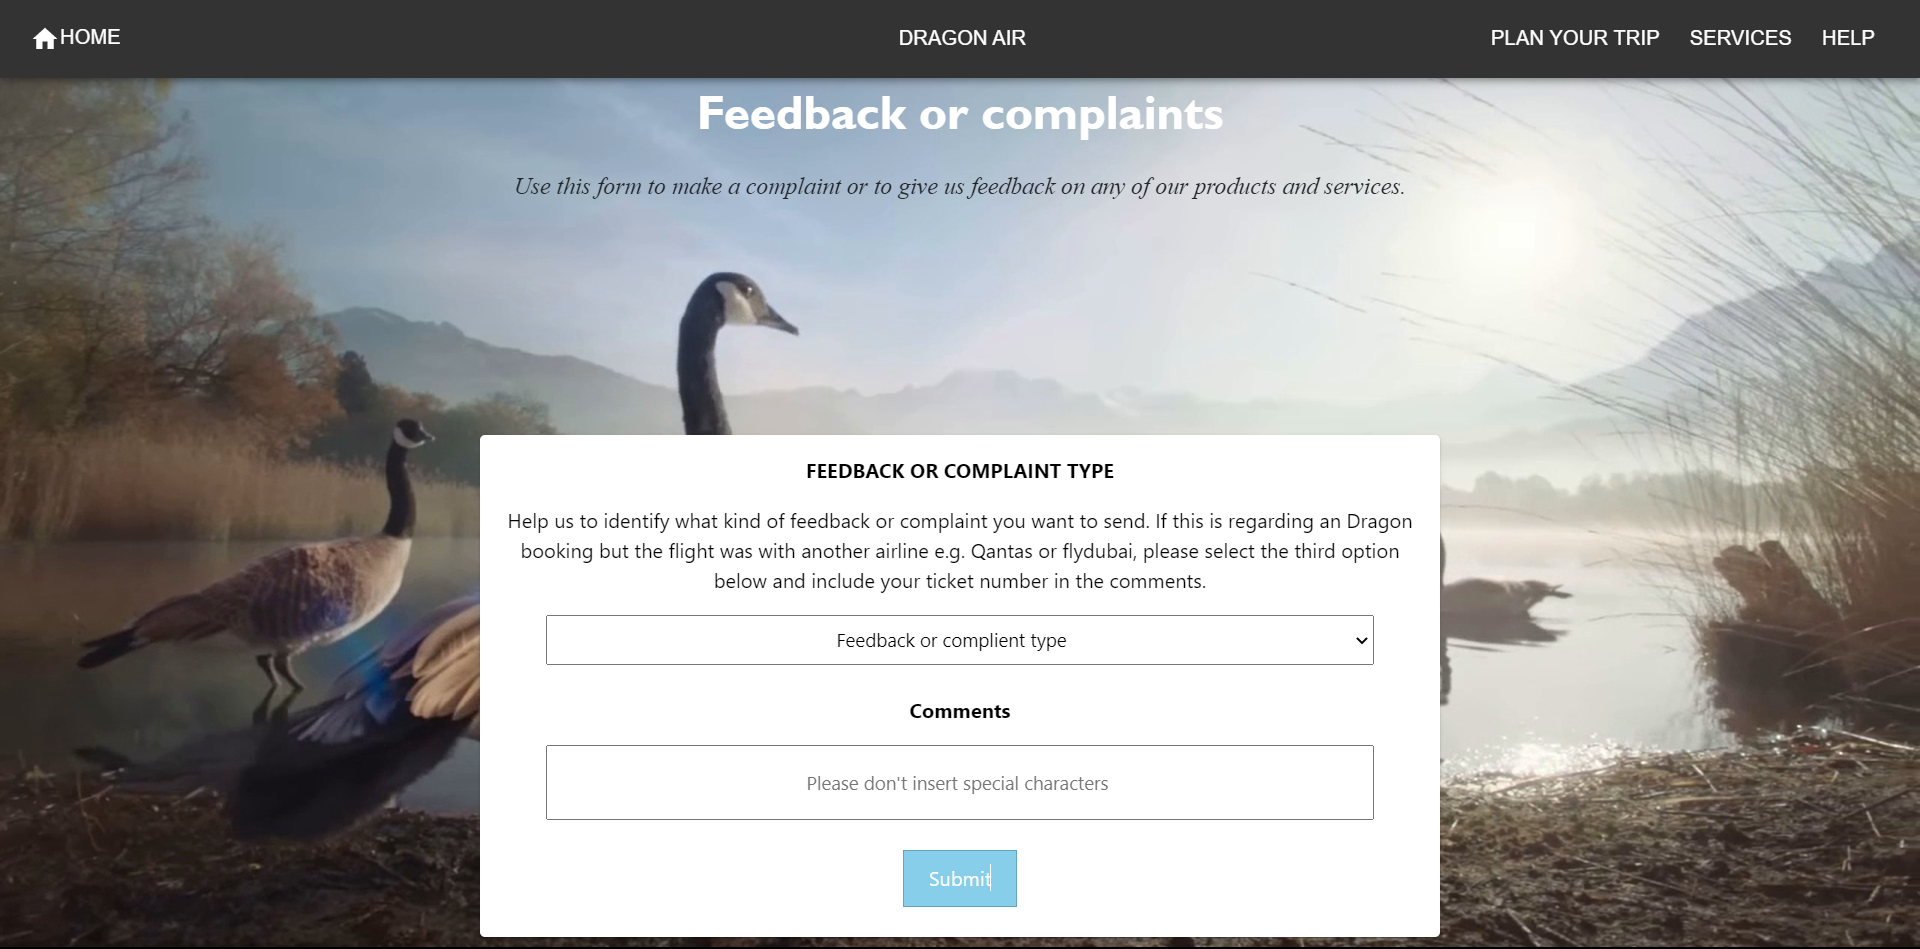 HOME
DRAGON AIR
PLAN YOUR TRIP
SERVICES
HELP
Feedback or complaints
Use this form to make a complaint or to give us feedback on any of our products and services.
FEEDBACK OR COMPLAINT TYPE
Help us to identify what kind of feedback or complaint you want to send. If this is regarding an Dragon
booking but the flight was with another airline e.g. Qantas or flydubai, please select the third option
below and include your ticket number in the comments.
Feedback or complient type
Comments
Please don't insert special characters
Submit